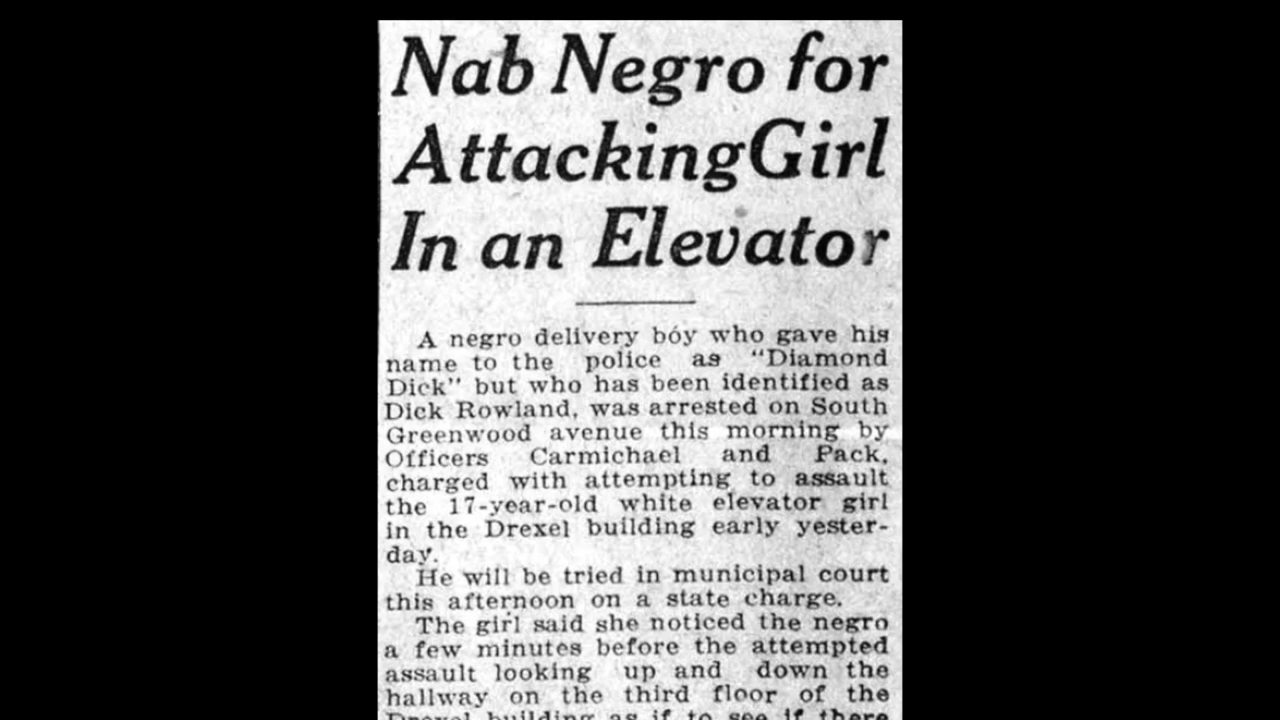 Nab Negro for
Attacking Girl
In an Elevator
A negro delivery boy who gave his
name to the police as "Diamond
Dick" but who has been identified as
Dick Rowland, was arrested on South
Greenwood avenue this morning by
Officers Carmichael and Pack,
charged with attempting to assault
the 17-year-old white elevator girl
in the Drexel building early yester-
day.
He will be tried in municipal court
this afternoon on a state charge.
The girl said she noticed the negro
a few minutes before the attempted
assault looking up and down the
hallway on the third floor of the
Drexel building as if to see if there